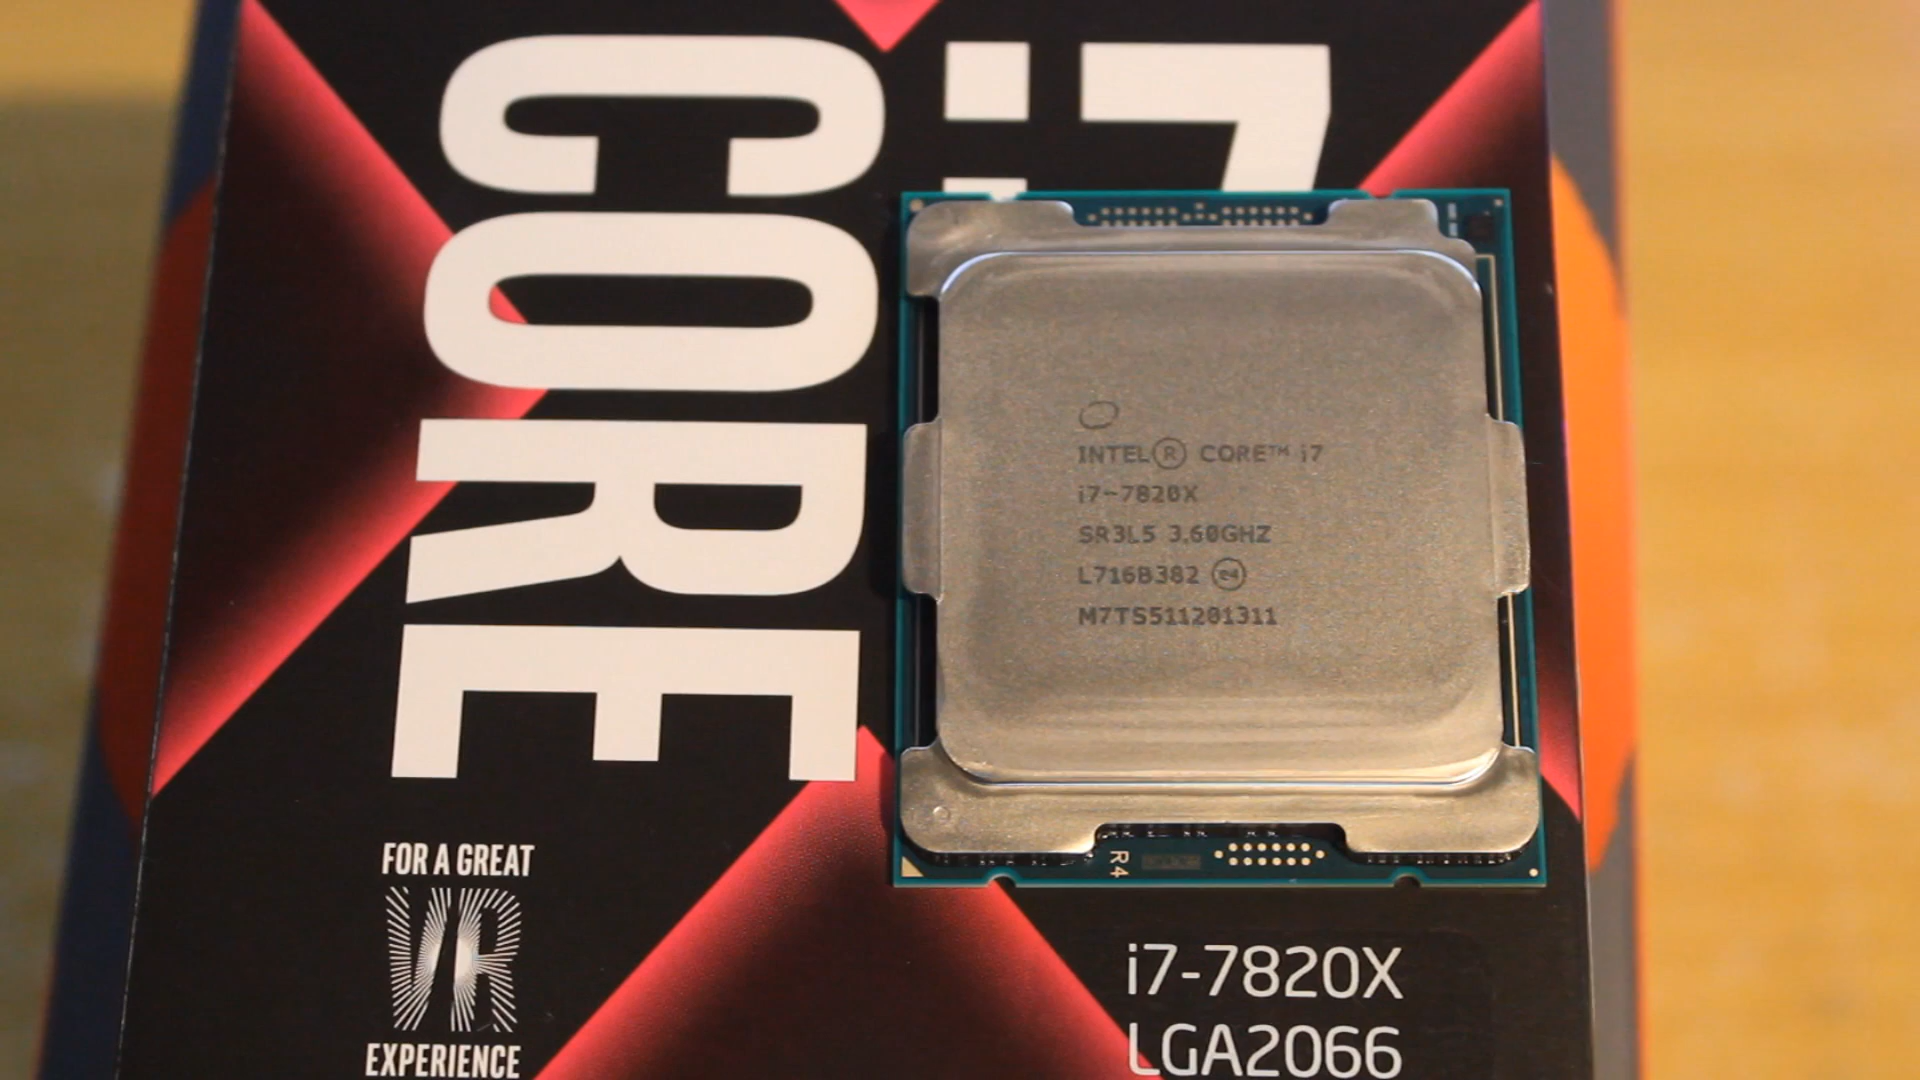 CORE i7
INTEL® CORE™ i7
i7-7820X
SR3L5 3.60GHZ
L716B382 e4
M7TS511201311
R4
FOR A GREAT
VR
EXPERIENCE
i7-7820X
LGA2066